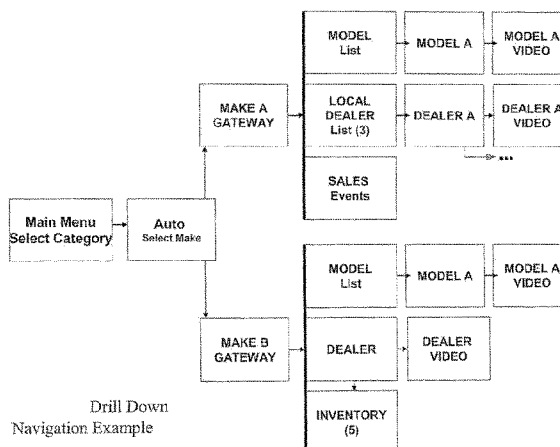 MODEL
List
MODEL A
MODEL A
VIDEO
MAKE A
GATEWAY
LOCAL
DEALER
List (3)
DEALER A
DEALER A
VIDEO
...
SALES
Events
Main Menu
Select Category
Auto
Select Make
MODEL
List
MODEL A
MODEL A
VIDEO
MAKE B
GATEWAY
DEALER
DEALER
VIDEO
INVENTORY
(5)
Drill Down
Navigation Example